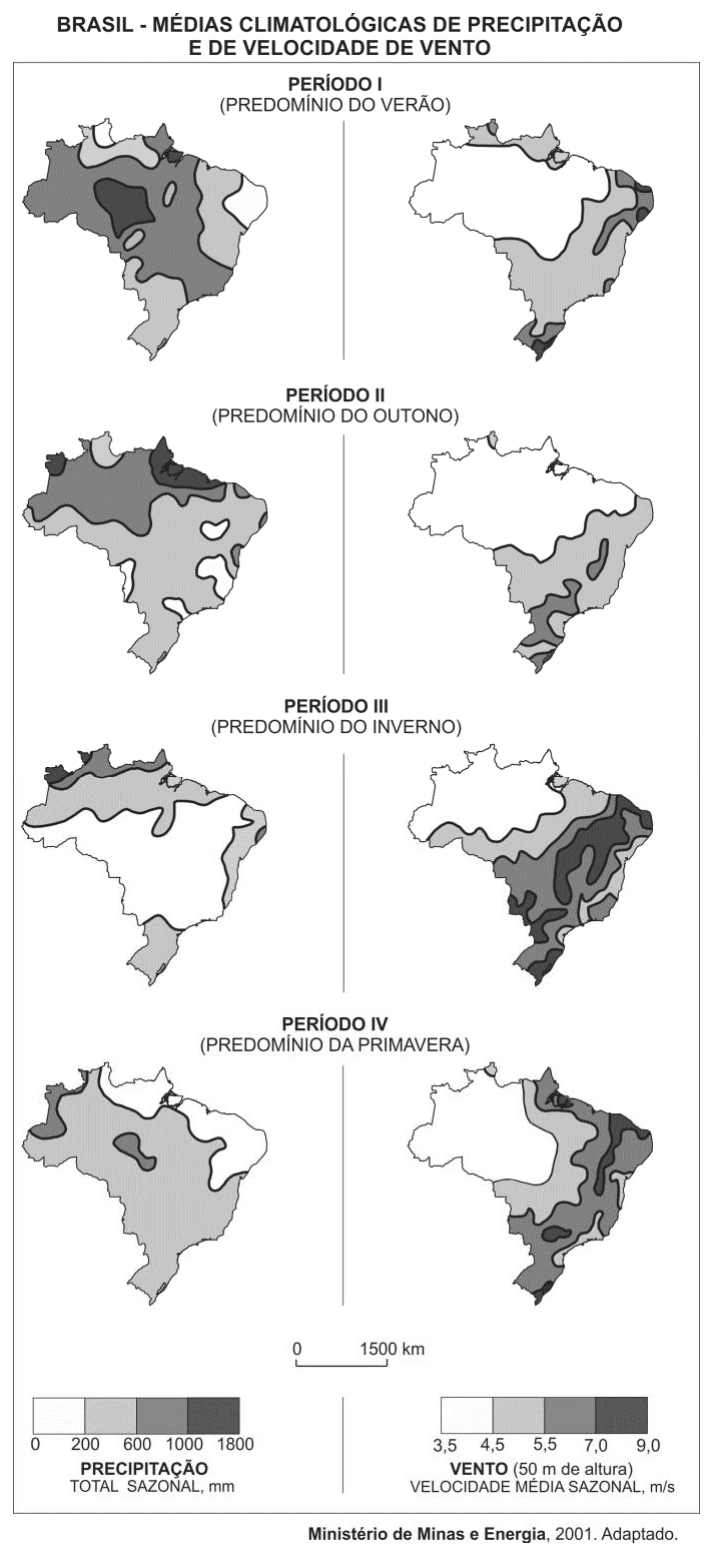 BRASIL - MÉDIAS CLIMATOLÓGICAS DE PRECIPITAÇÃO
E DE VELOCIDADE DE VENTO
PERÍODO I
(PREDOMÍNIO DO VERÃO)
PERÍODO II
(PREDOMÍNIO DO OUTONO)
PERÍODO III
(PREDOMÍNIO DO INVERNO)
PERÍODO IV
(PREDOMÍNIO DA PRIMAVERA)
0 1500 km
0 200 600 1000 1800
PRECIPITAÇÃO
TOTAL SAZONAL, mm
3,5 4,5 5,5 7,0 9,0
VENTO (50 m de altura)
VELOCIDADE MÉDIA SAZONAL, m/s
Ministério de Minas e Energia, 2001. Adaptado.